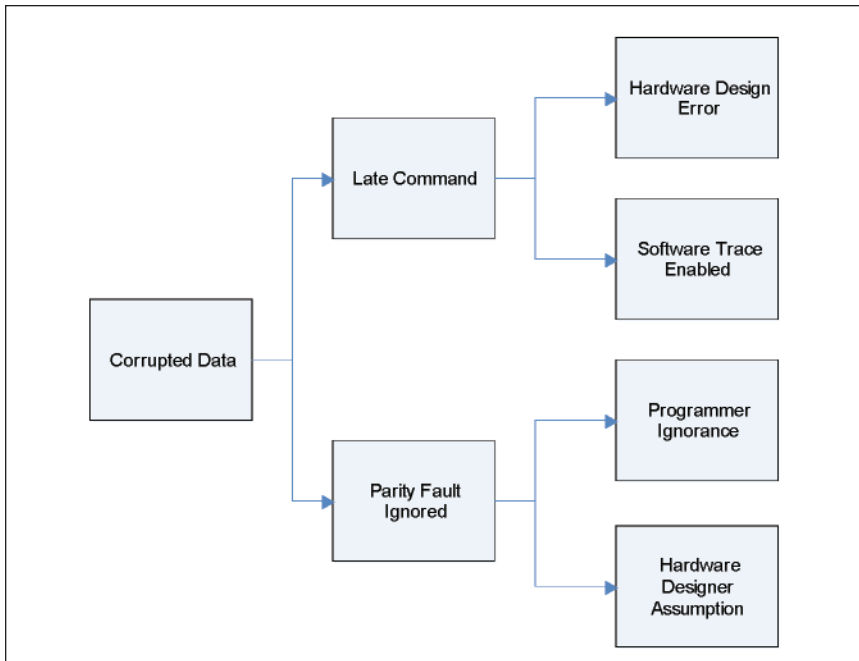 Hardware Design
Error
Late Command
Software Trace
Enabled
Corrupted Data
Programmer
Ignorance
Parity Fault
Ignored
Hardware
Designer
Assumption